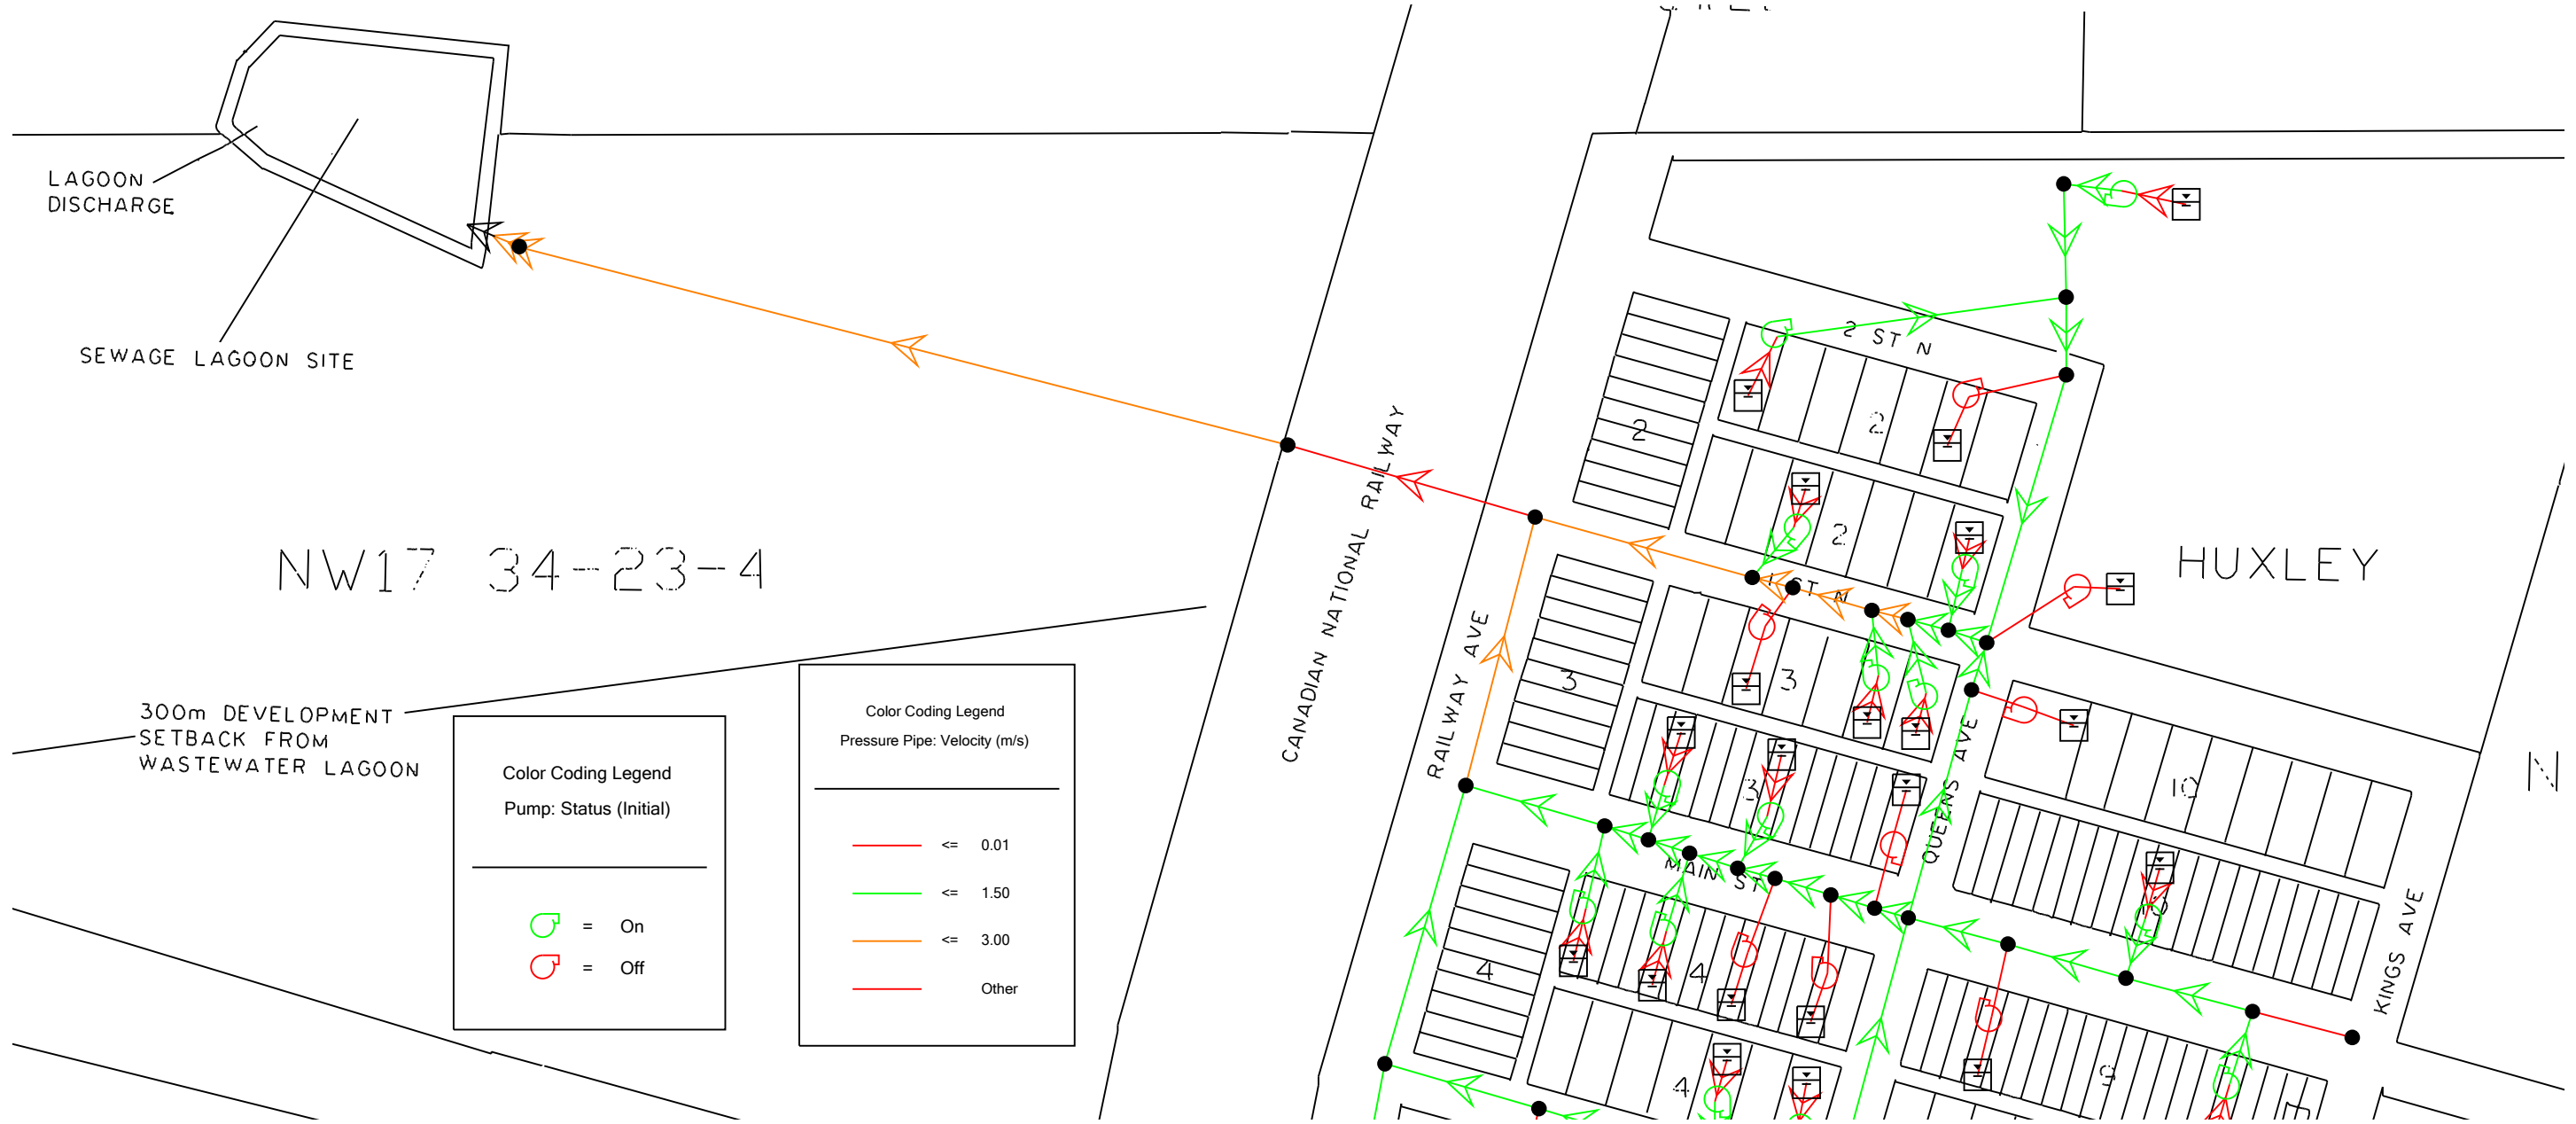 LAGOON
DISCHARGE
SEWAGE LAGOON SITE
NW17 34-23-4
300m DEVELOPMENT
SETBACK FROM
WASTEWATER LAGOON
Color Coding Legend
Pump: Status (Initial)
= On
= Off
Color Coding Legend
Pressure Pipe: Velocity (m/s)
<= 0.01
<= 1.50
<= 3.00
Other
CANADIAN NATIONAL RAILWAY
RAILWAY AVE
2 ST N
2
2
2
1 ST N
HUXLEY
3
3
3
QUEENS AVE
10
MAIN ST
4
4
4
9
KINGS AVE
N